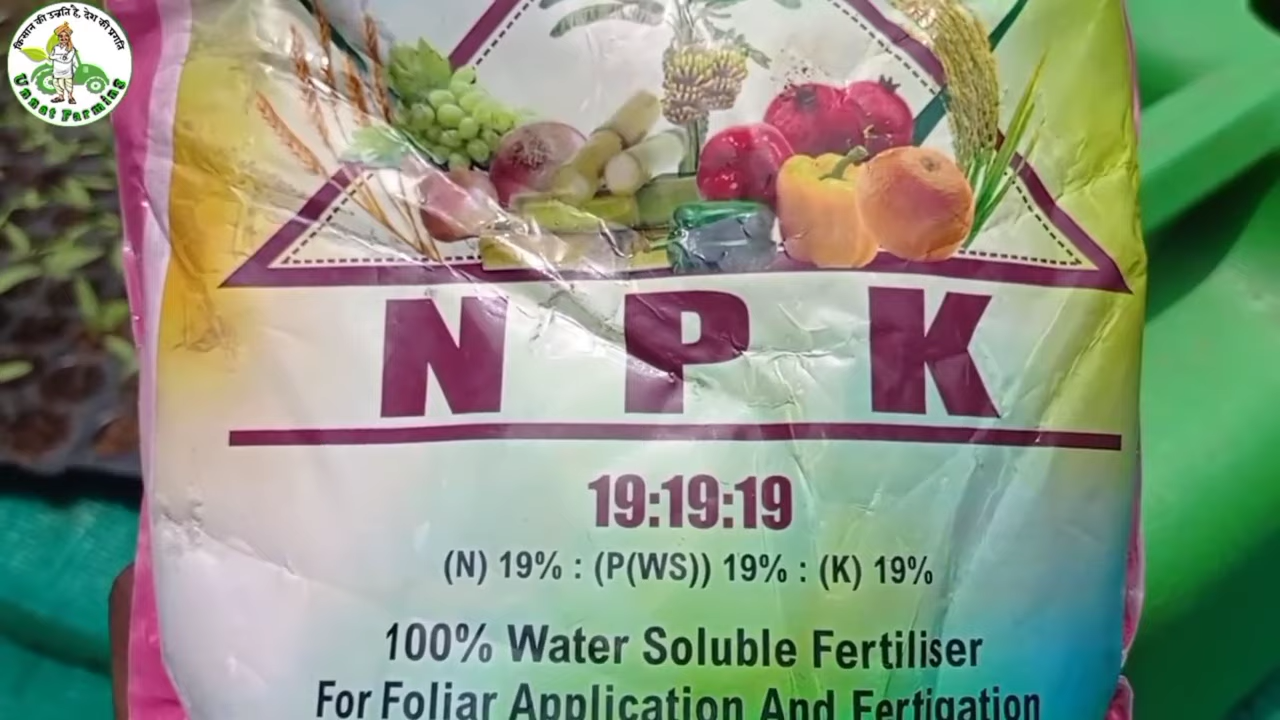 किसान की उन्नति है, देश की प्रगति
Unnat Farming
N P K
19:19:19
(N) 19% : (P(WS)) 19% : (K) 19%
100% Water Soluble Fertiliser
For Foliar Application And Fertigation